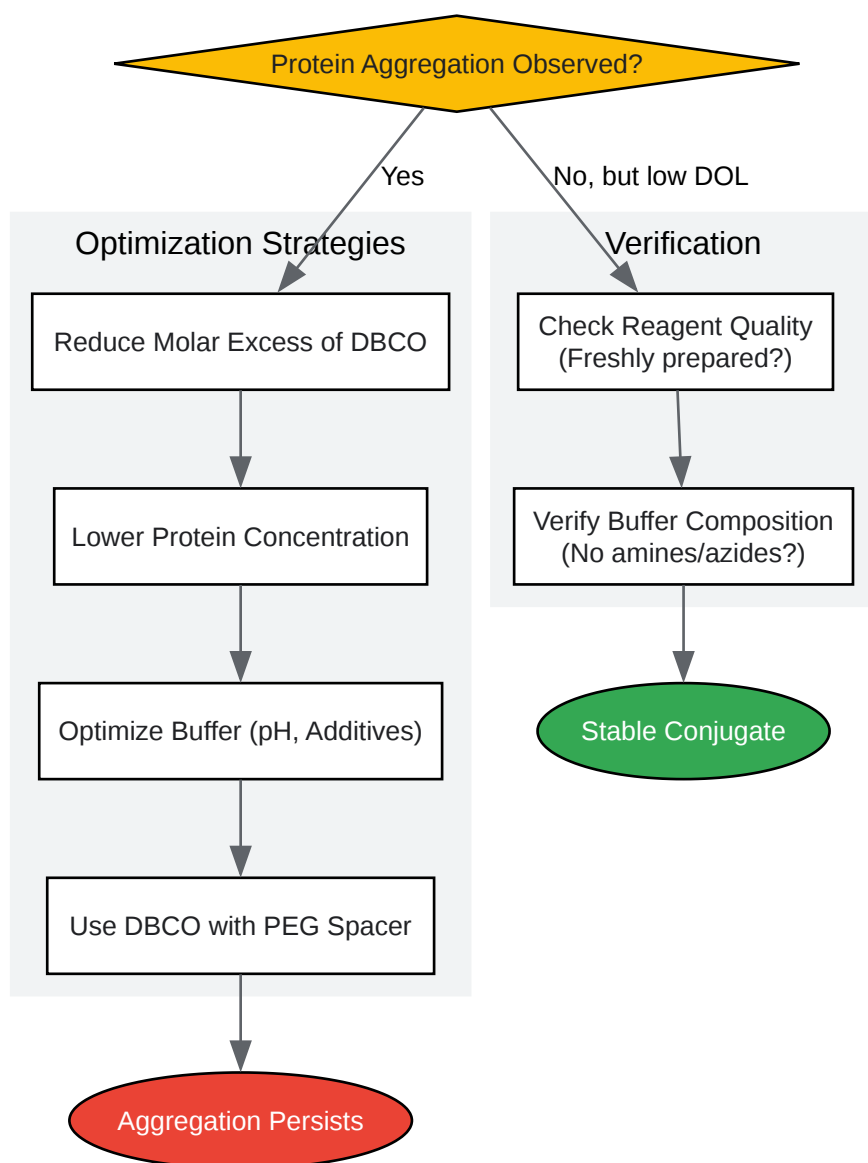 Protein Aggregation Observed?
Yes
No, but low DOL
Optimization Strategies
Reduce Molar Excess of DBCO
Lower Protein Concentration
Optimize Buffer (pH, Additives)
Use DBCO with PEG Spacer
Aggregation Persists
Verification
Check Reagent Quality
(Freshly prepared?)
Verify Buffer Composition
(No amines/azides?)
Stable Conjugate